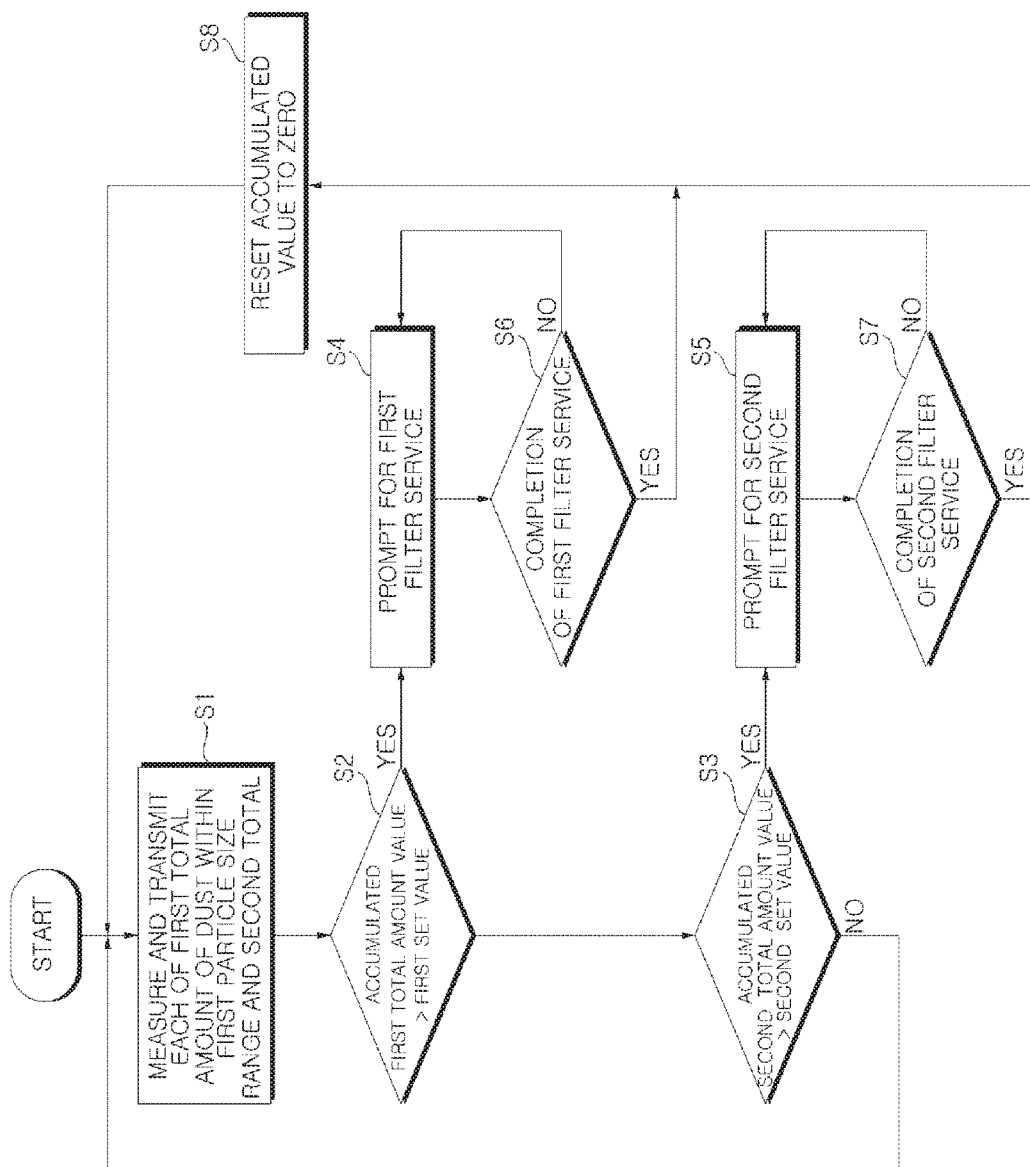 START
S1
MEASURE AND TRANSMIT
EACH OF FIRST TOTAL
AMOUNT OF DUST WITHIN
FIRST PARTICLE SIZE
RANGE AND SECOND TOTAL
S2
ACCUMULATED
FIRST TOTAL AMOUNT VALUE
> FIRST SET VALUE
YES
S3
ACCUMULATED
SECOND TOTAL AMOUNT VALUE
> SECOND SET VALUE
YES
NO
S4
PROMPT FOR FIRST
FILTER SERVICE
S6
COMPLETION
OF FIRST FILTER SERVICE
NO
YES
S5
PROMPT FOR SECOND
FILTER SERVICE
S7
COMPLETION
OF SECOND FILTER
SERVICE
NO
YES
S8
RESET ACCUMULATED
VALUE TO ZERO